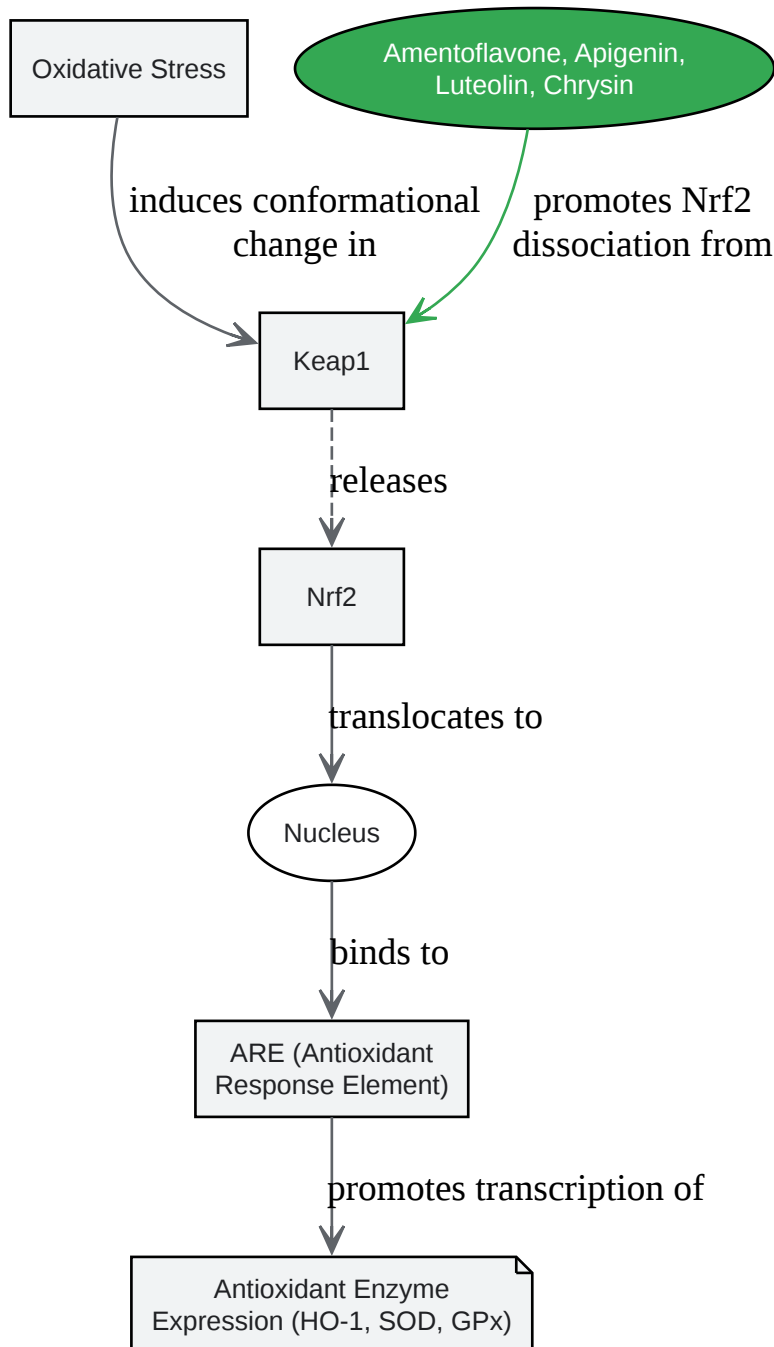 Oxidative Stress
Amentoflavone, Apigenin,
Luteolin, Chrysin
induces conformational
change in
promotes Nrf2
dissociation from
Keap1
releases
Nrf2
translocates to
Nucleus
binds to
ARE (Antioxidant
Response Element)
promotes transcription of
Antioxidant Enzyme
Expression (HO-1, SOD, GPx)